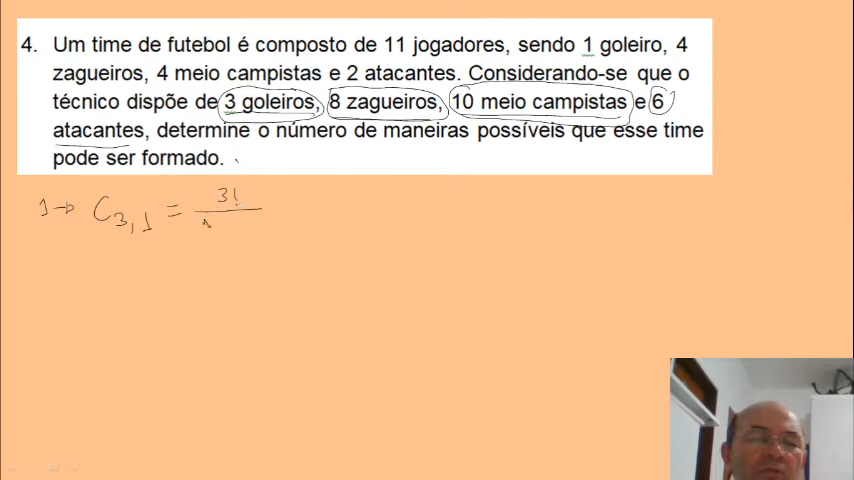 4. Um time de futebol é composto de 11 jogadores, sendo 1 goleiro, 4
zagueiros, 4 meio campistas e 2 atacantes. Considerando-se que o
técnico dispõe de 3 goleiros, 8 zagueiros, 10 meio campistas e 6
atacantes, determine o número de maneiras possíveis que esse time
pode ser formado.
1→ C3,1 = 3!
1